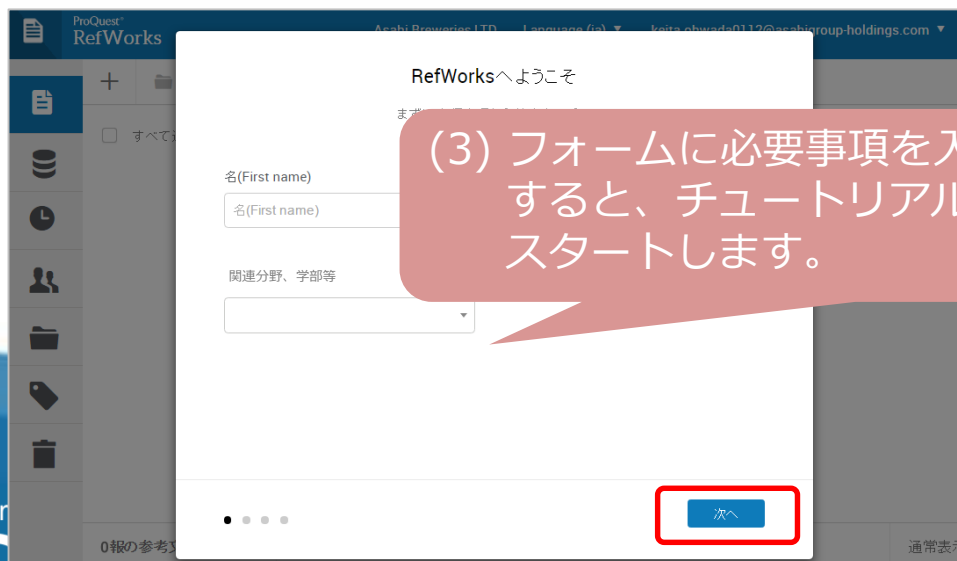 ProQuest®
RefWorks
Asahi Breweries LTD Language (ja) keita.ohwada0112@asahigroup-holdings.com
RefWorksへようこそ
(3) フォームに必要事項を入
すると、チュートリアル
スタートします。
すべて
名(First name)
名(First name)
関連分野、学部等
次へ
0報の参考文
通常表示